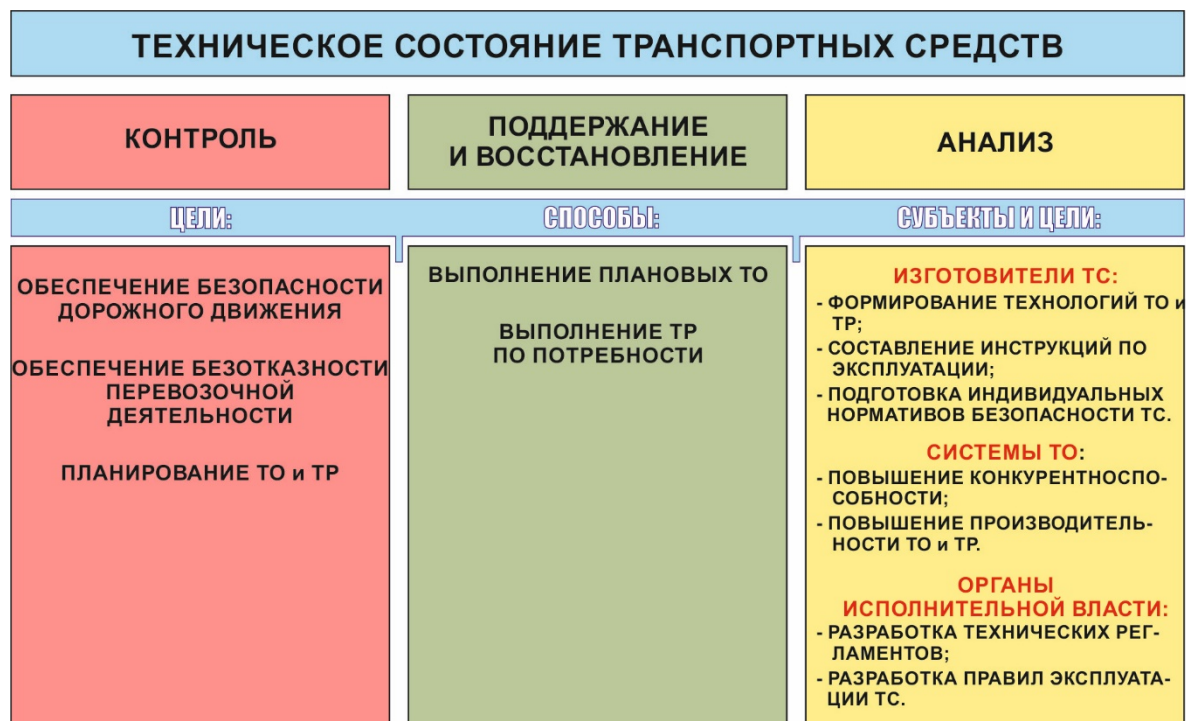 ТЕХНИЧЕСКОЕ СОСТОЯНИЕ ТРАНСПОРТНЫХ СРЕДСТВ
КОНТРОЛЬ
ПОДДЕРЖАНИЕ
И ВОССТАНОВЛЕНИЕ
АНАЛИЗ
ЦЕЛИ:
СПОСОБЫ:
СУБЪЕКТЫ И ЦЕЛИ:
ОБЕСПЕЧЕНИЕ БЕЗОПАСНОСТИ
ДОРОЖНОГО ДВИЖЕНИЯ
ОБЕСПЕЧЕНИЕ БЕЗОТКАЗНОСТИ
ПЕРЕВОЗОЧНОЙ
ДЕЯТЕЛЬНОСТИ
ПЛАНИРОВАНИЕ ТО и ТР
ВЫПОЛНЕНИЕ ПЛАНОВЫХ ТО
ВЫПОЛНЕНИЕ ТР
ПО ПОТРЕБНОСТИ
ИЗГОТОВИТЕЛИ ТС:
- ФОРМИРОВАНИЕ ТЕХНОЛОГИЙ ТО и
ТР;
- СОСТАВЛЕНИЕ ИНСТРУКЦИЙ ПО
ЭКСПЛУАТАЦИИ;
- ПОДГОТОВКА ИНДИВИДУАЛЬНЫХ
НОРМАТИВОВ БЕЗОПАСНОСТИ ТС.
СИСТЕМЫ ТО:
- ПОВЫШЕНИЕ КОНКУРЕНТНОСПО-
СОБНОСТИ;
- ПОВЫШЕНИЕ ПРОИЗВОДИТЕЛЬ-
НОСТИ ТО и ТР.
ОРГАНЫ
ИСПОЛНИТЕЛЬНОЙ ВЛАСТИ:
- РАЗРАБОТКА ТЕХНИЧЕСКИХ РЕГ-
ЛАМЕНТОВ;
- РАЗРАБОТКА ПРАВИЛ ЭКСПЛУАТА-
ЦИИ ТС.